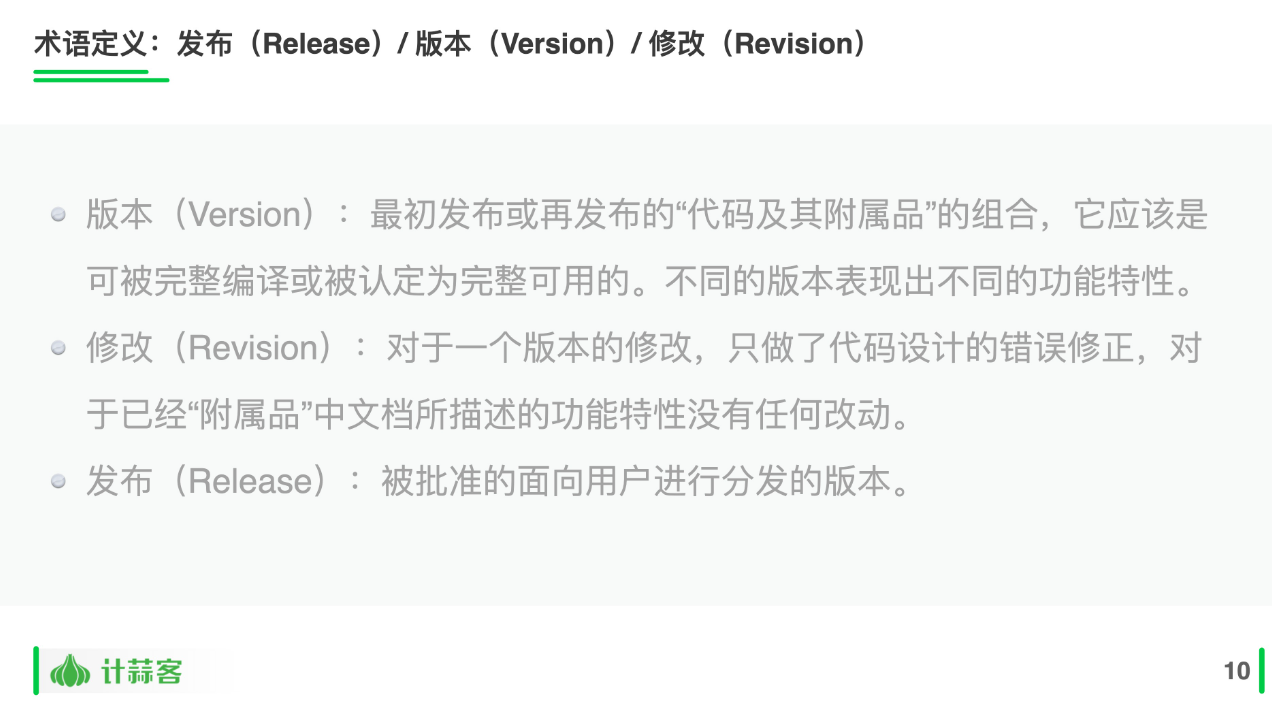 术语定义：发布（Release）/ 版本（Version）/ 修改（Revision）
版本（Version）：最初发布或再发布的“代码及其附属品”的组合，它应该是
可被完整编译或被认定为完整可用的。不同的版本表现出不同的功能特性。
修改（Revision）：对于一个版本的修改，只做了代码设计的错误修正，对
于已经“附属品”中文档所描述的功能特性没有任何改动。
发布（Release）：被批准的面向用户进行分发的版本。
计蒜客
10